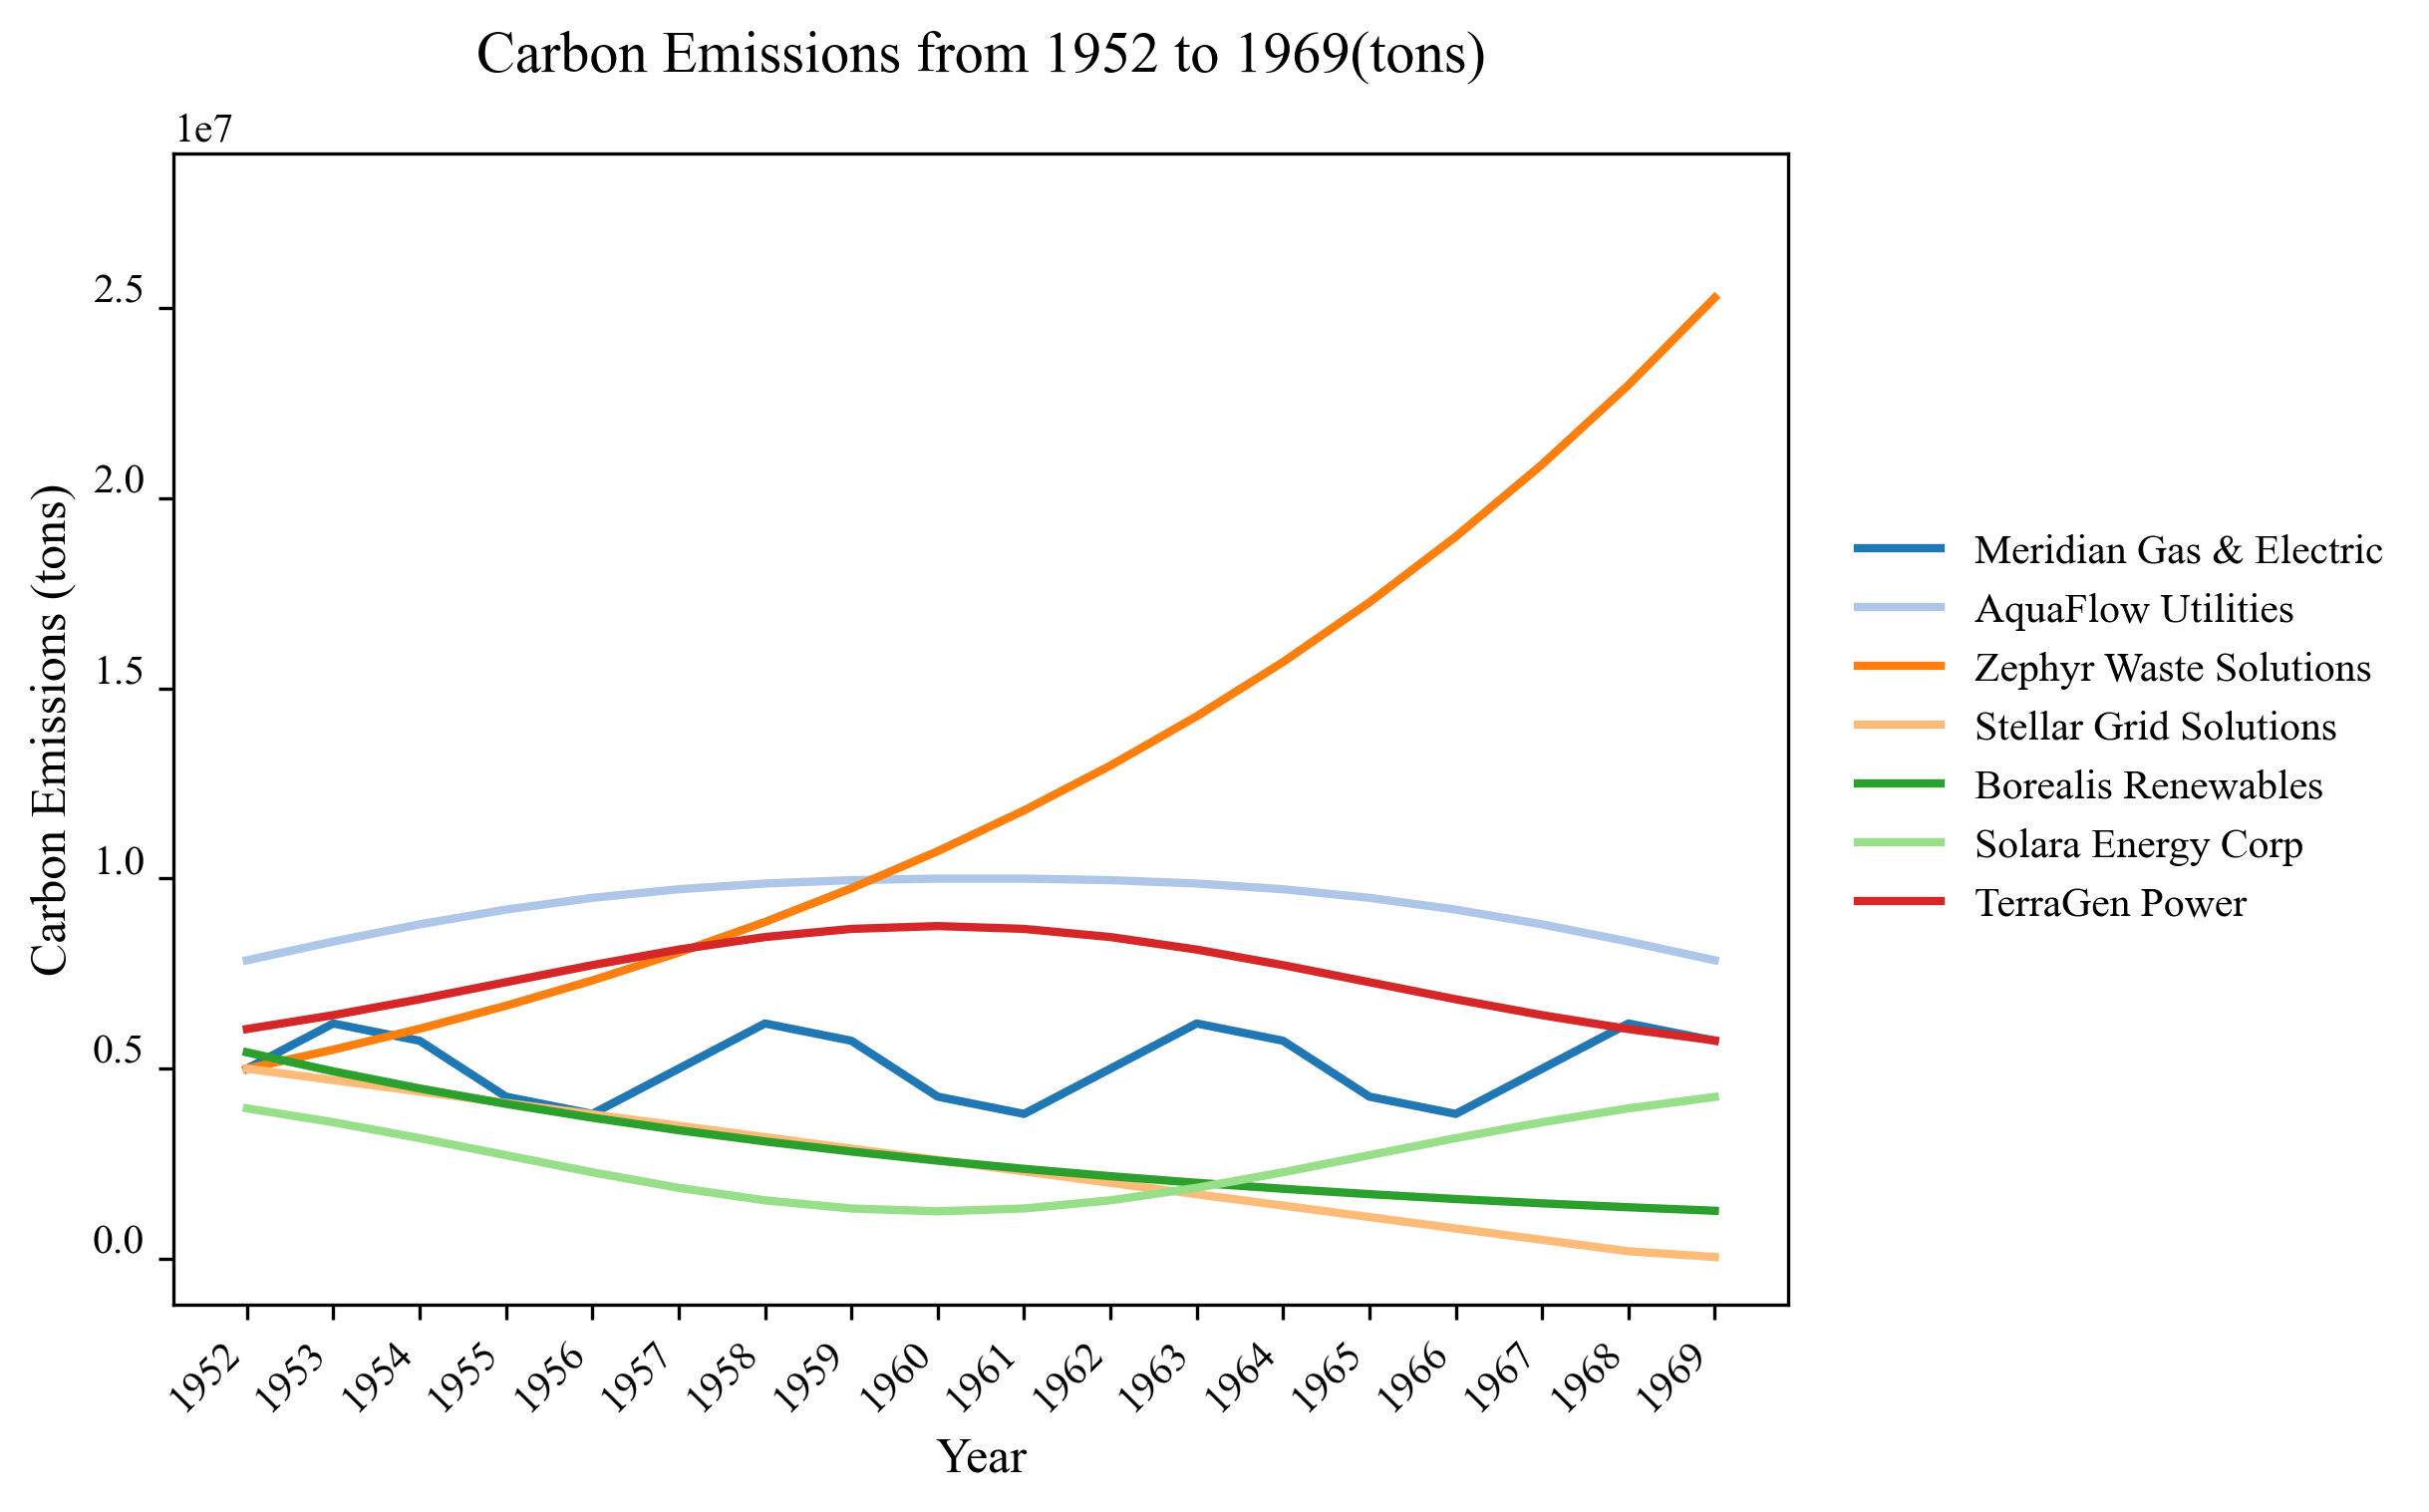 Carbon Emissions from 1952 to 1969(tons)
1e7
2.5
2.0
1.5
1.0
0.5
0.0
Carbon Emissions (tons)
1952
1953
1954
1955
1956
1957
1958
1959
1960
1961
1962
1963
1964
1965
1966
1967
1968
1969
Year
Meridian Gas & Electric
AquaFlow Utilities
Zephyr Waste Solutions
Stellar Grid Solutions
Borealis Renewables
Solara Energy Corp
TerraGen Power